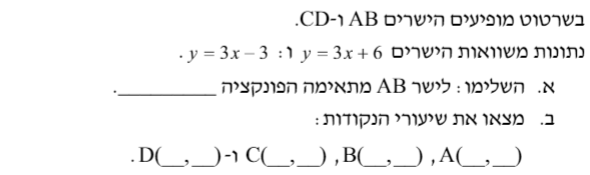 בשרטוט מופיעים הישרים AB ו-CD.
נתונות משוואות הישרים y = 3x + 6 ו: y = 3x – 3 .
א. השלימו : לישר AB מתאימה הפונקציה __________.
ב. מצאו את שיעורי הנקודות :
A(__,__) , B(__,__) , C(__,__) ו-D(__,__) .